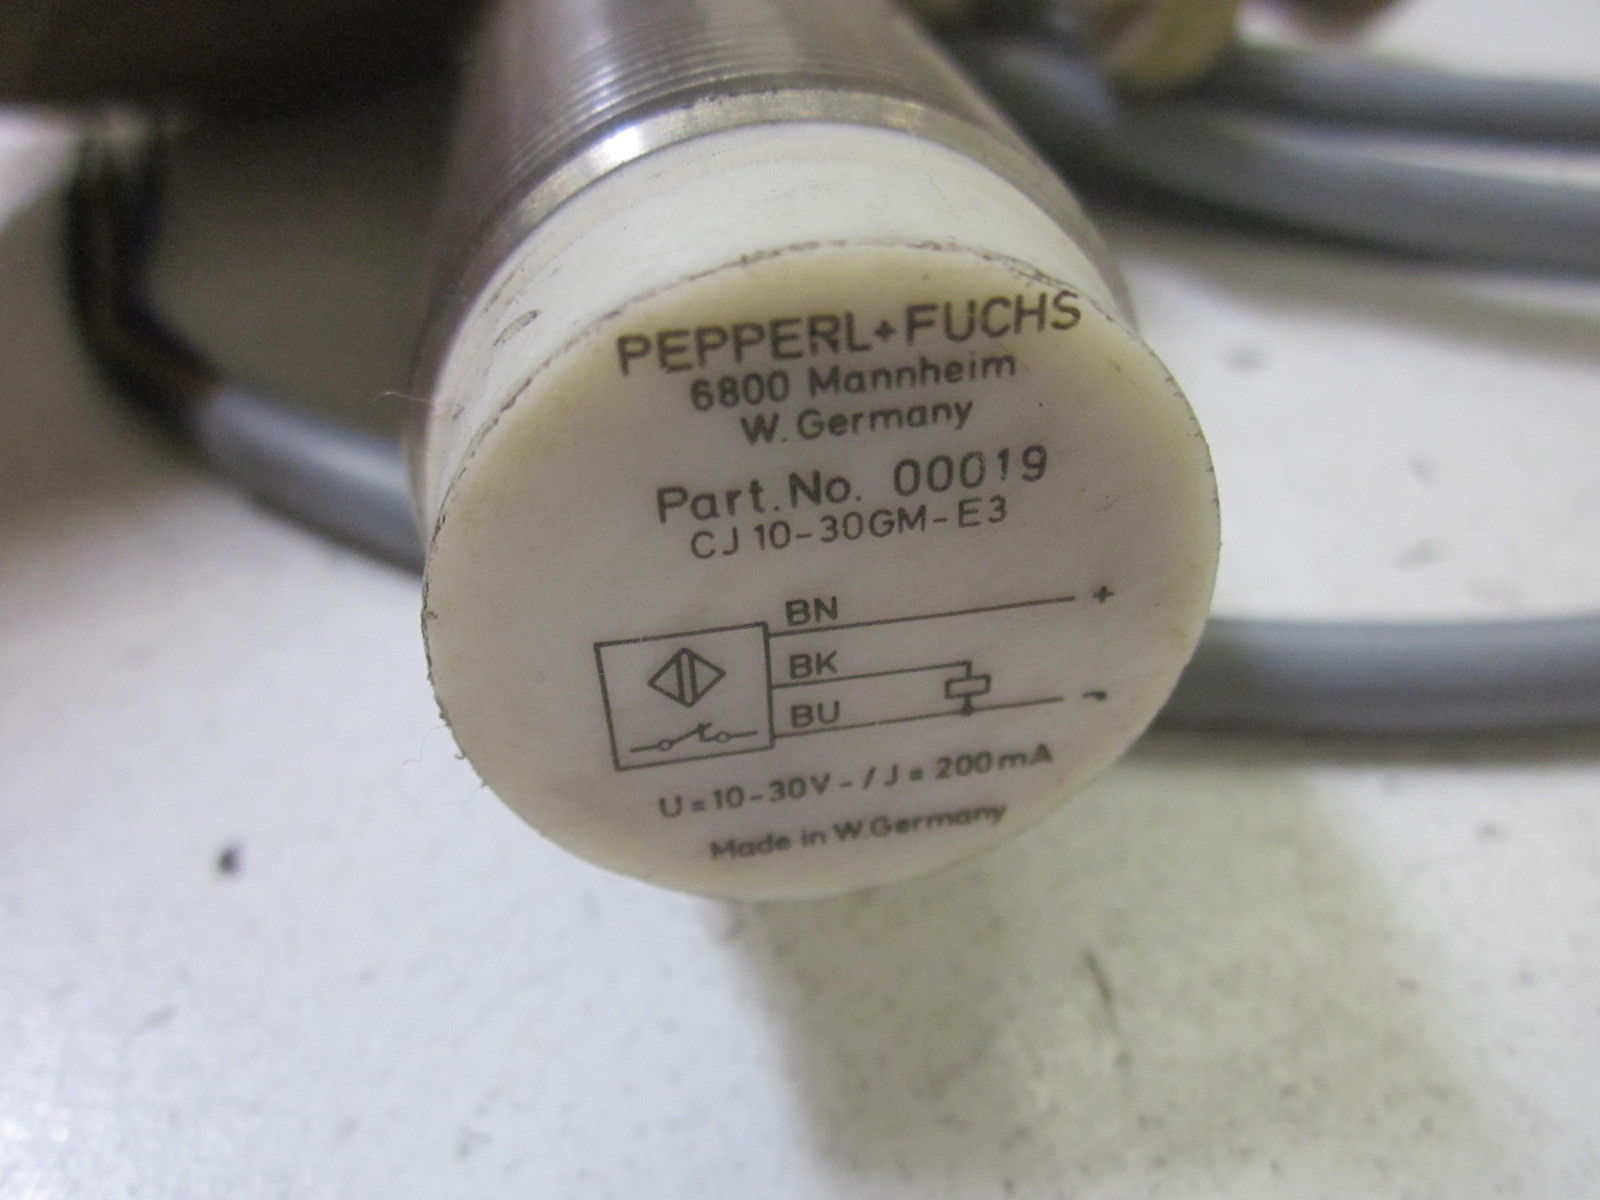 PEPPERL+FUCHS
6800 Mannheim
W. Germany
Part. No. 00019
CJ 10-30GM-E3
BN +
BK
BU -
U = 10-30V - / J = 200mA
Made in W. Germany